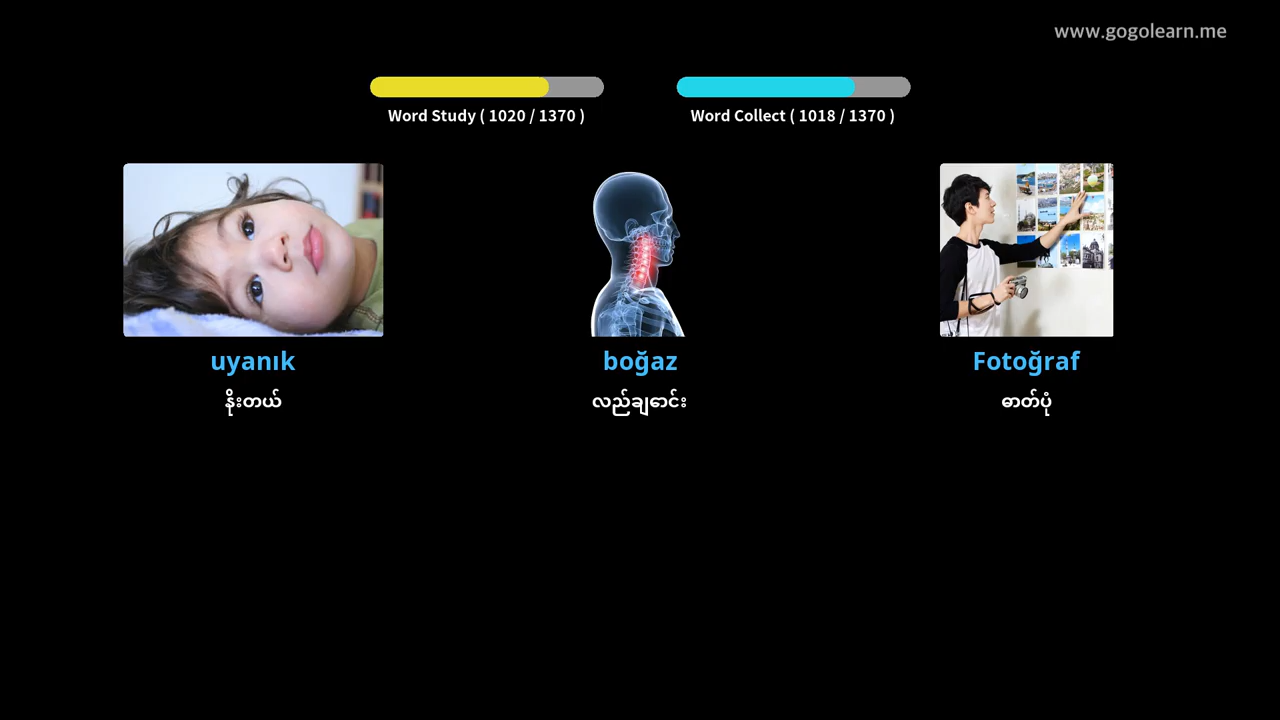 www.gogolearn.me
Word Study ( 1020 / 1370 )
Word Collect ( 1018 / 1370 )
uyanık
boğaz
Fotoğraf
နိုးတယ်
လည်ချောင်း
ဓာတ်ပုံ